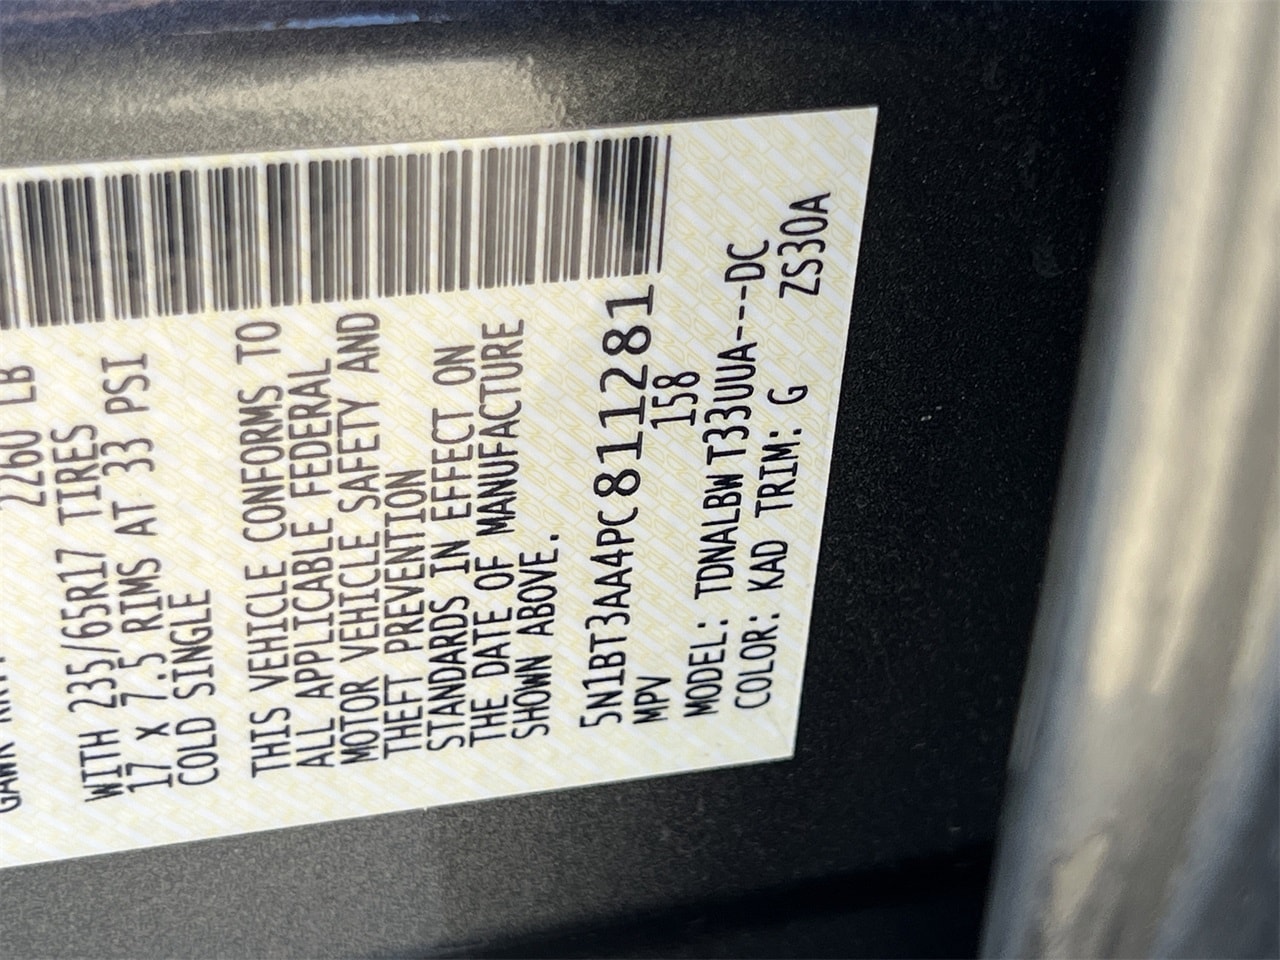 2260 LB
WITH 235/65R17 TIRES
17 X 7.5 RIMS AT 33 PSI
COLD SINGLE
THIS VEHICLE CONFORMS TO
ALL APPLICABLE FEDERAL
MOTOR VEHICLE SAFETY AND
THEFT PREVENTION
STANDARDS IN EFFECT ON
THE DATE OF MANUFACTURE
SHOWN ABOVE.
5N1BT3AA4PC811281
MPV 158
MODEL: TDNALBW T33UUA---DC
COLOR: KAD TRIM: G ZS30A